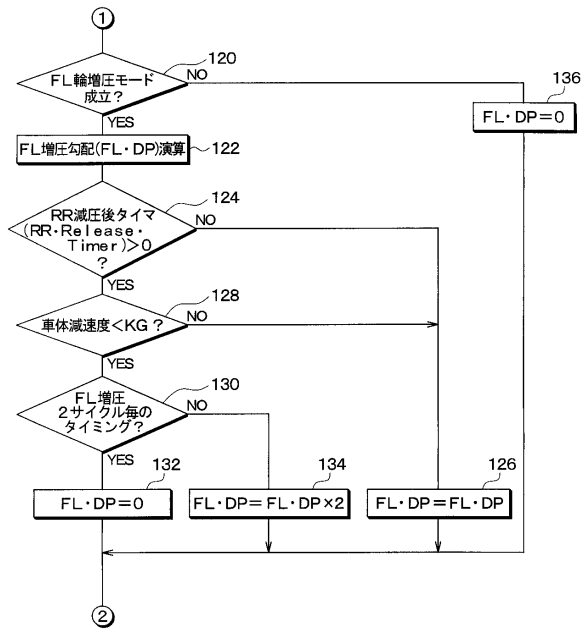 1
120
FL輪増圧モード
成立?
NO
YES
136
FL・DP=0
FL増圧勾配(FL・DP)演算
122
124
RR減圧後タイマ
(RR・Release・
Timer)>0
?
NO
YES
128
車体減速度<KG?
NO
YES
130
FL増圧
2サイクル毎の
タイミング?
NO
YES
132
FL・DP=0
134
FL・DP=FL・DP×2
126
FL・DP=FL・DP
2